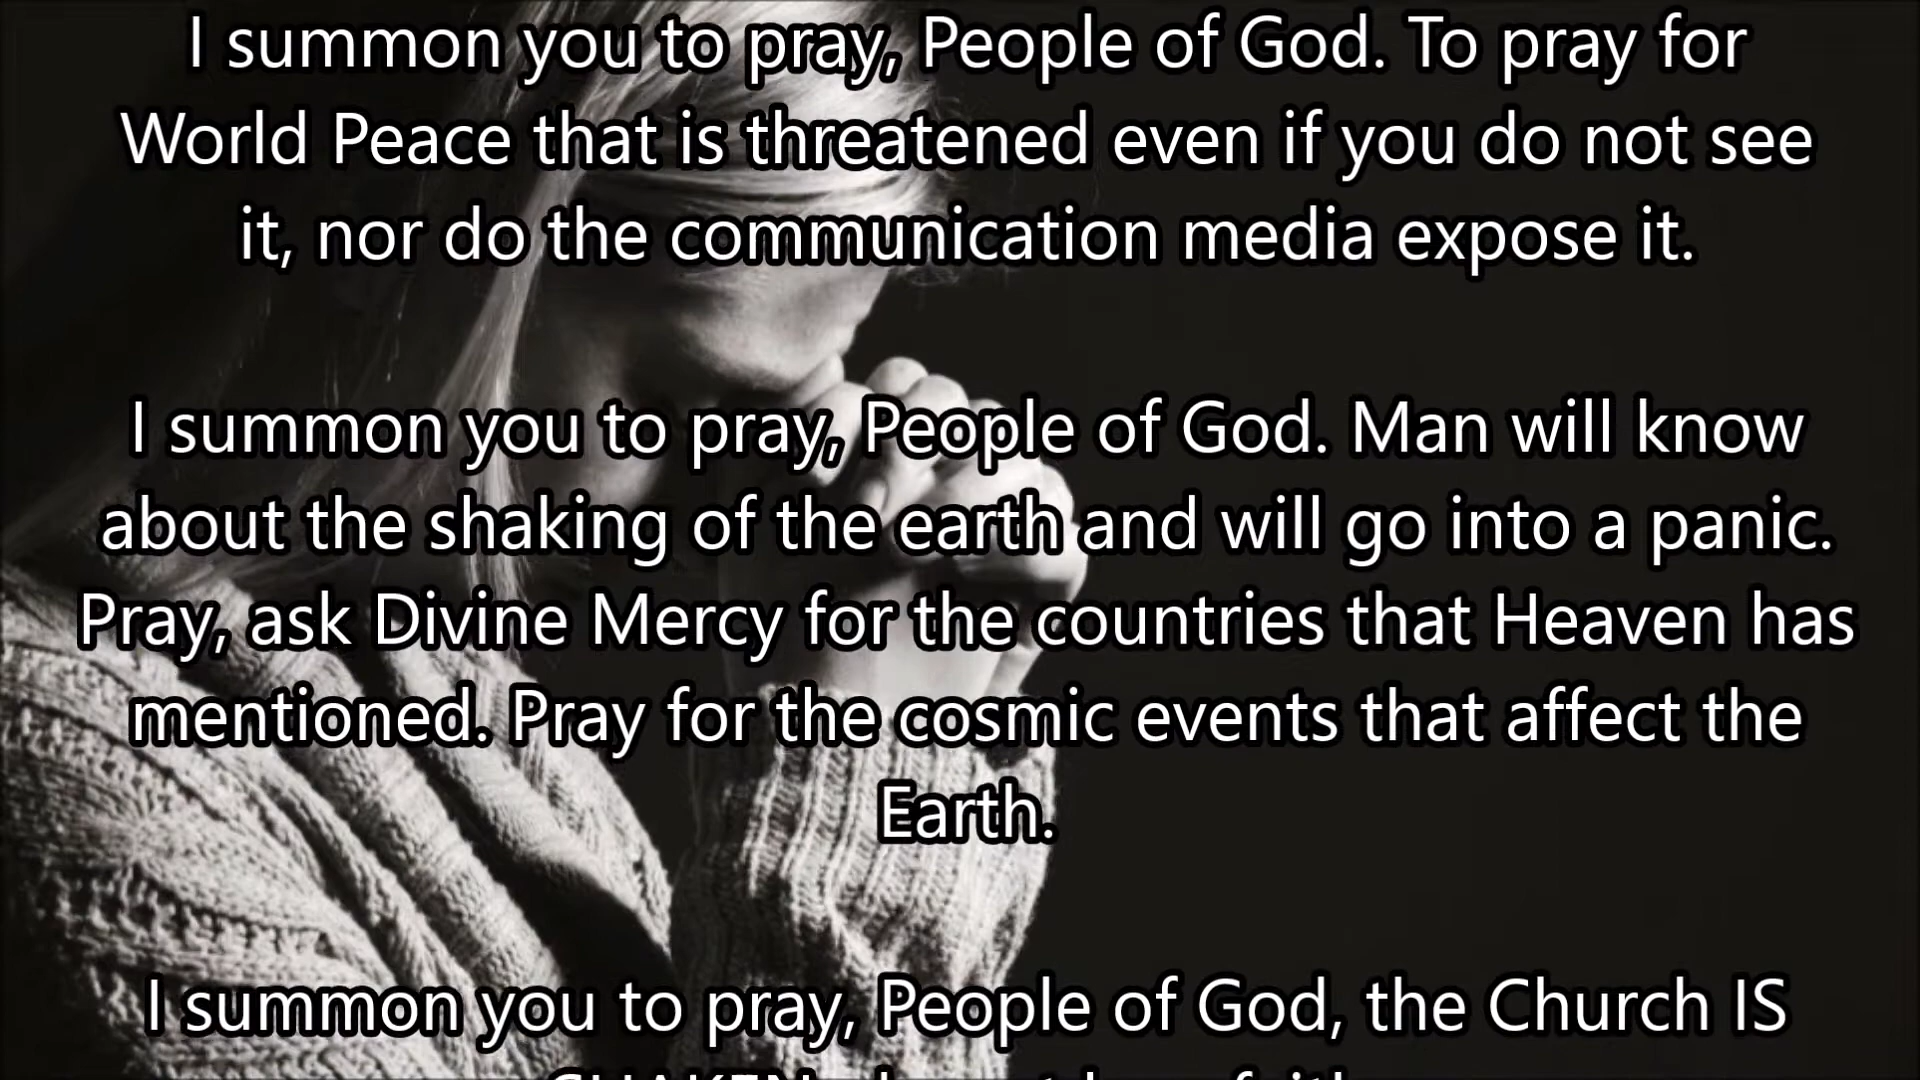 I summon you to pray, People of God. To pray for
World Peace that is threatened even if you do not see
it, nor do the communication media expose it.
I summon you to pray, People of God. Man will know
about the shaking of the earth and will go into a panic.
Pray, ask Divine Mercy for the countries that Heaven has
mentioned. Pray for the cosmic events that affect the
Earth.
I summon you to pray, People of God, the Church IS
SHAKEN